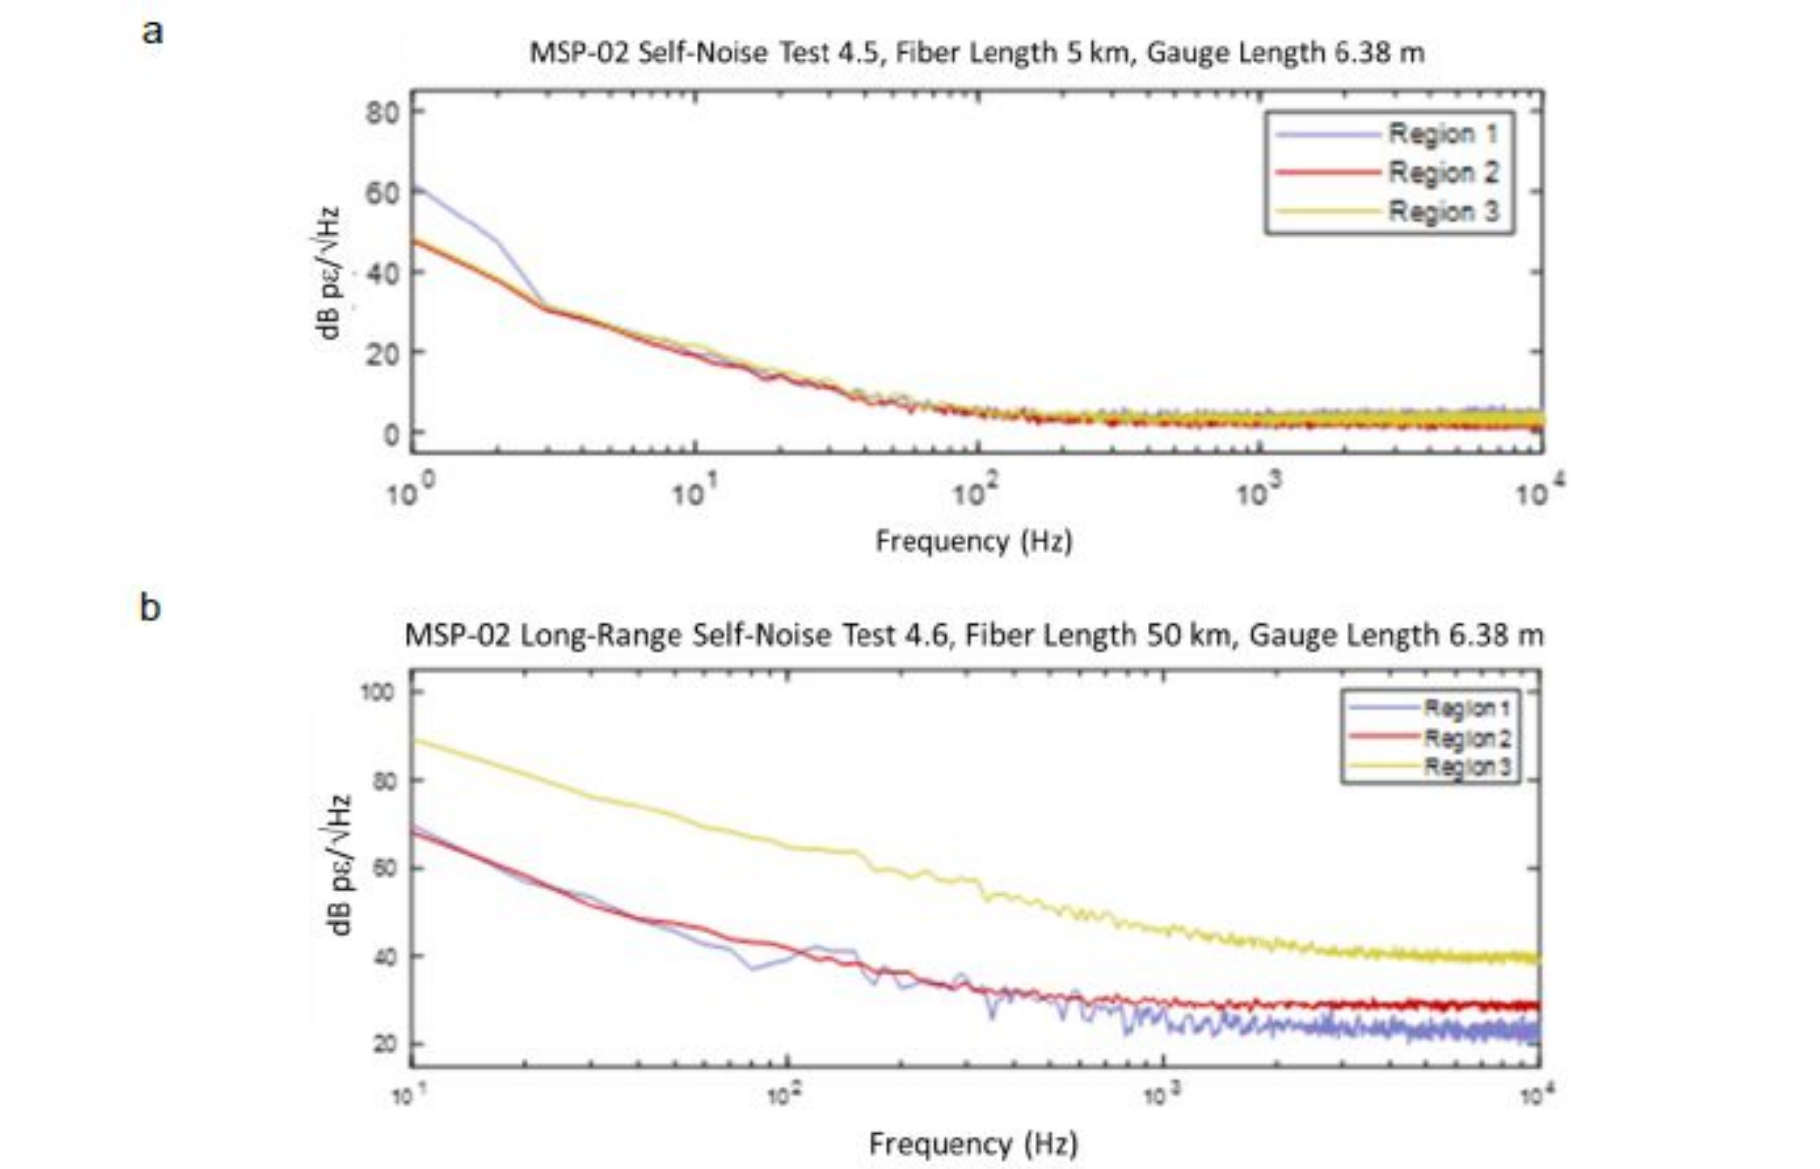 a
MSP-02 Self-Noise Test 4.5, Fiber Length 5 km, Gauge Length 6.38 m
80
60
40
20
0
dB pε/√Hz
Region 1
Region 2
Region 3
10^0 10^1 10^2 10^3 10^4
Frequency (Hz)
b
MSP-02 Long-Range Self-Noise Test 4.6, Fiber Length 50 km, Gauge Length 6.38 m
100
80
60
40
20
dB pε/√Hz
Region 1
Region 2
Region 3
10^1 10^2 10^3 10^4
Frequency (Hz)